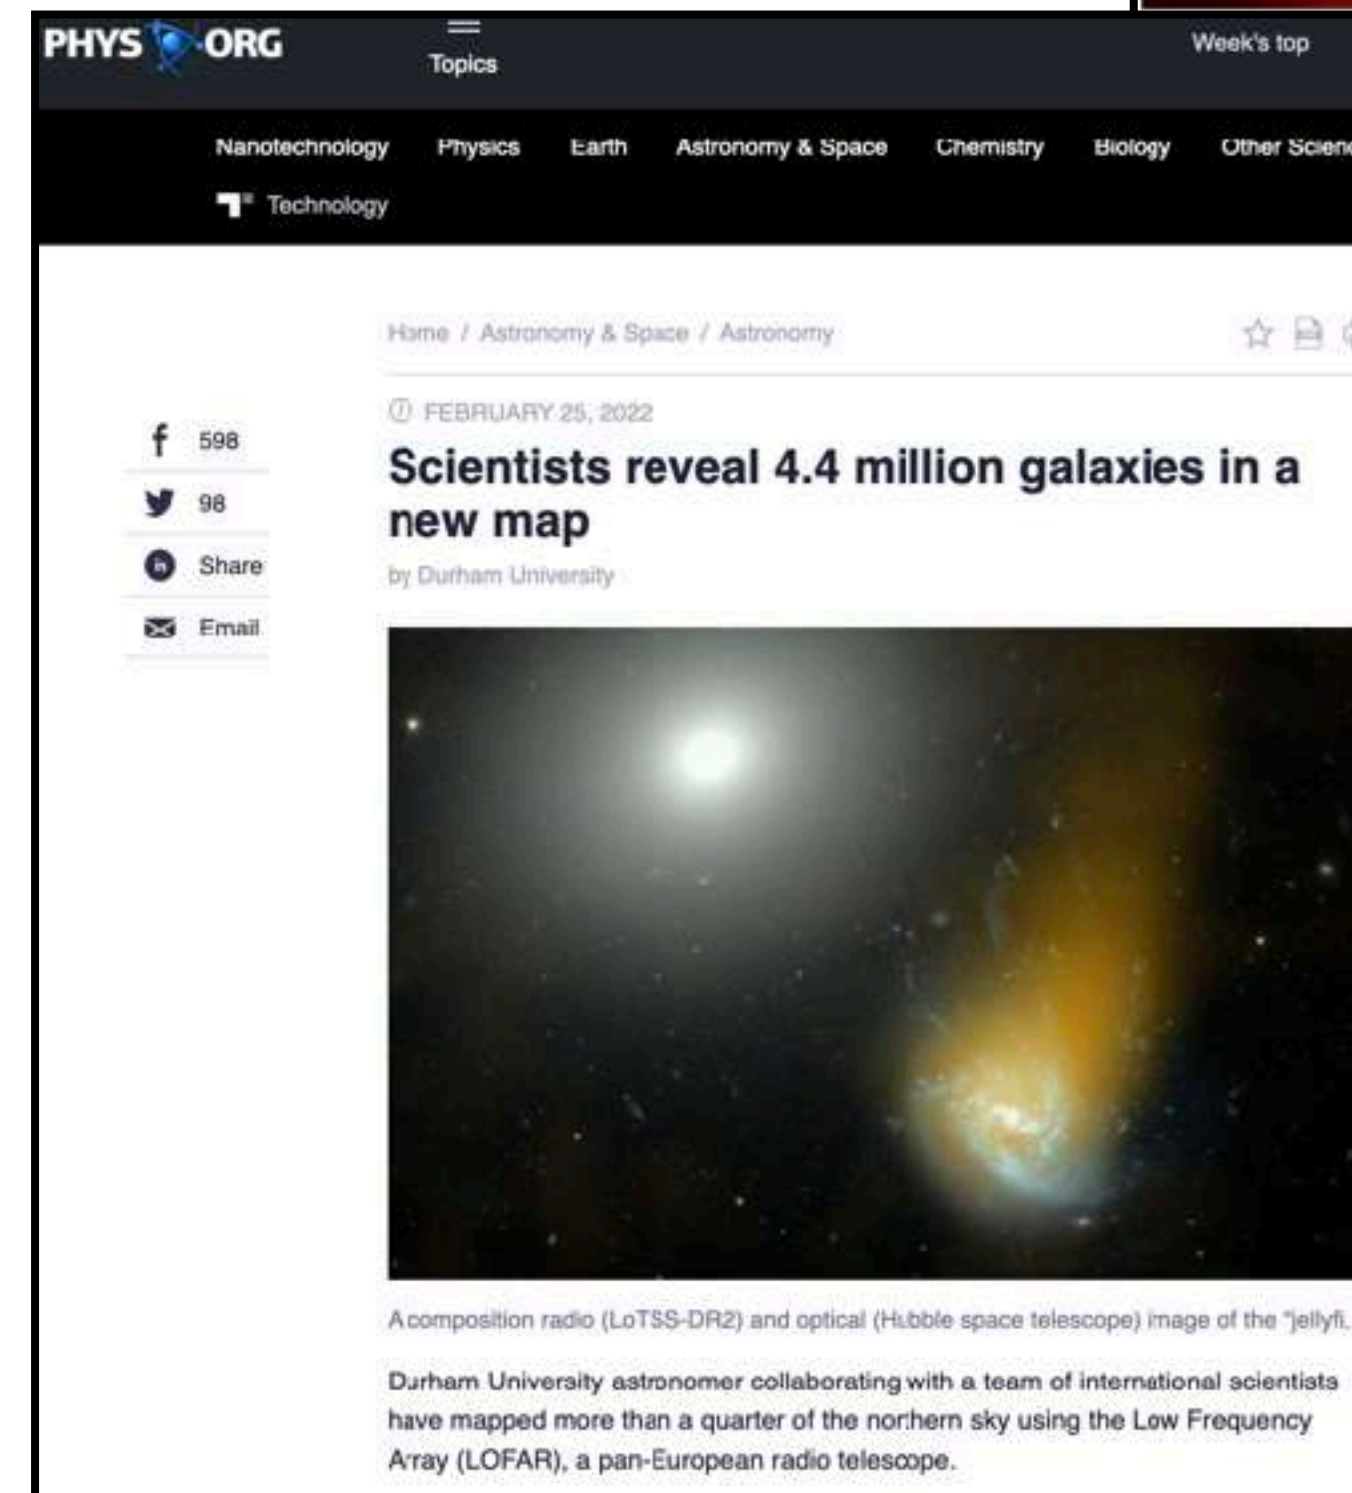 PHYS ORG
Topics
Week's top
Nanotechnology Physics Earth Astronomy & Space Chemistry Biology Other Scienc
Technology
Home / Astronomy & Space / Astronomy
FEBRUARY 25, 2022
Scientists reveal 4.4 million galaxies in a
new map
by Durham University
f 598
98
in Share
Email
A composition radio (LoTSS-DR2) and optical (Hubble space telescope) image of the "jellyfi.
Durham University astronomer collaborating with a team of international scientists
have mapped more than a quarter of the northern sky using the Low Frequency
Array (LOFAR), a pan-European radio telescope.